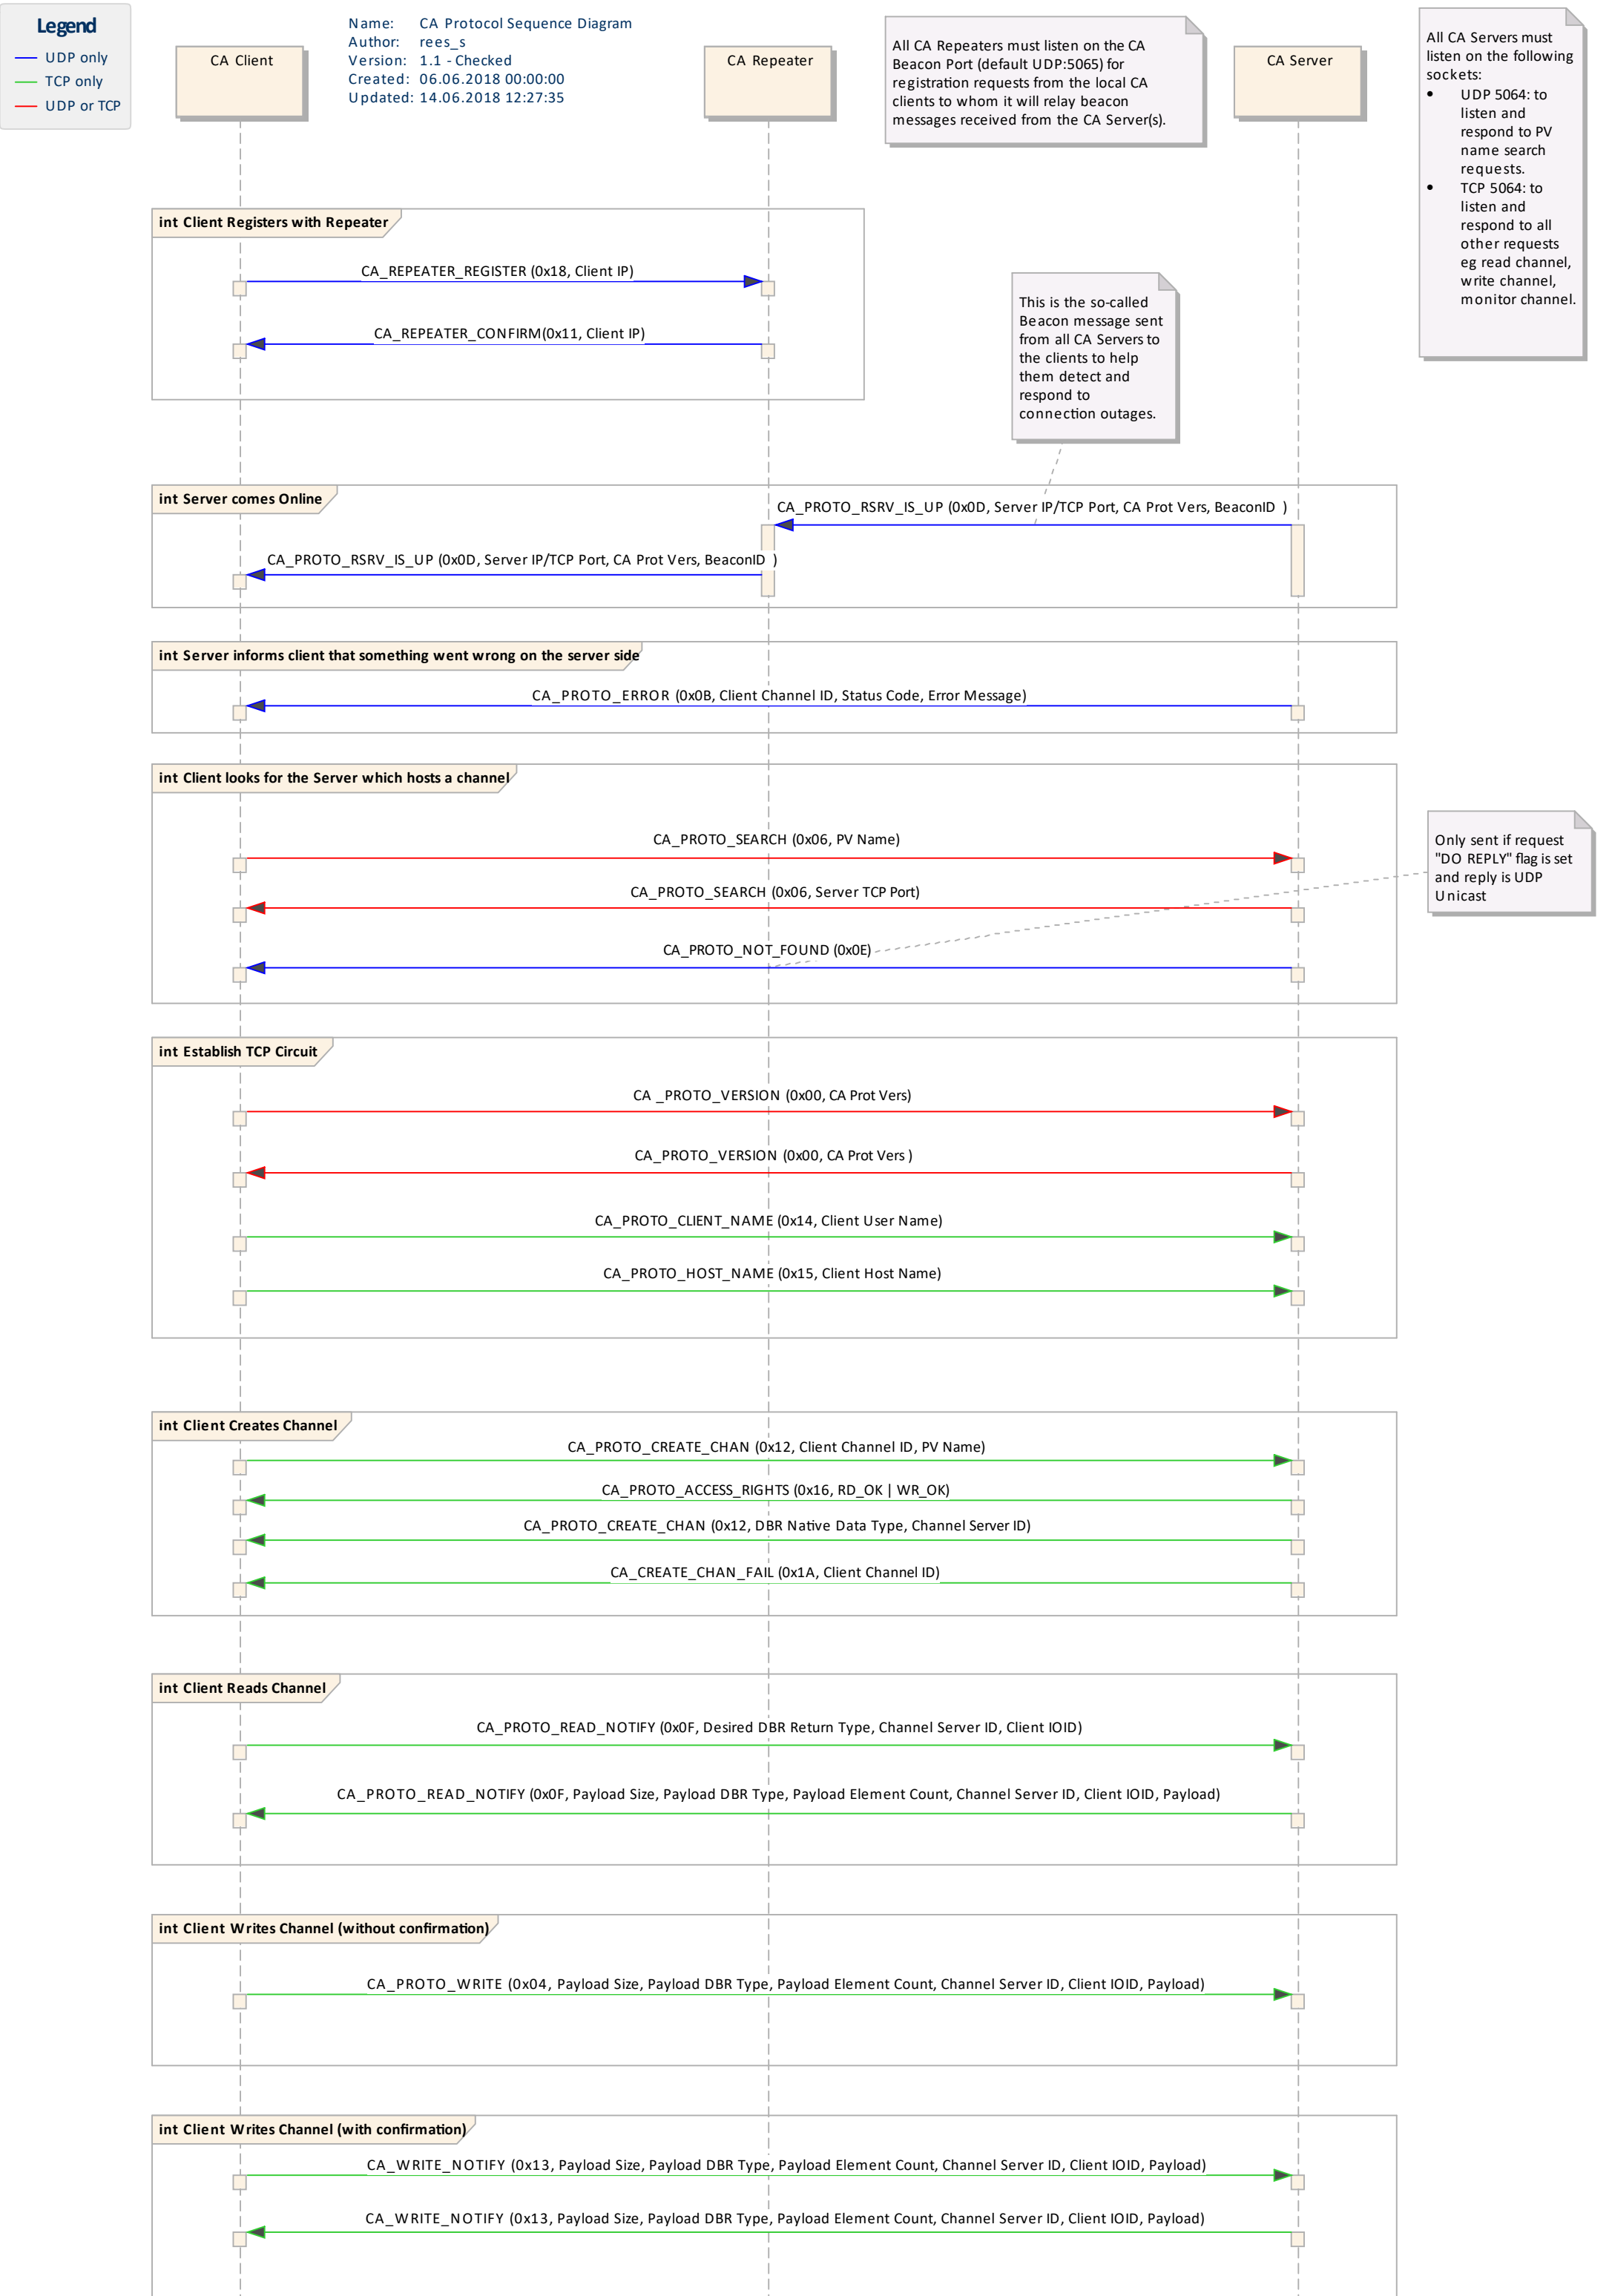 Legend
UDP only
TCP only
UDP or TCP
Name: CA Protocol Sequence Diagram
Author: rees_s
Version: 1.1 - Checked
Created: 06.06.2018 00:00:00
Updated: 14.06.2018 12:27:35
CA Client
CA Repeater
CA Server
All CA Repeaters must listen on the CA
Beacon Port (default UDP:5065) for
registration requests from the local CA
clients to whom it will relay beacon
messages received from the CA Server(s).
All CA Servers must
listen on the following
sockets:
• UDP 5064: to
listen and
respond to PV
name search
requests.
• TCP 5064: to
listen and
respond to all
other requests
eg read channel,
write channel,
monitor channel.
int Client Registers with Repeater
CA_REPEATER_REGISTER (0x18, Client IP)
CA_REPEATER_CONFIRM(0x11, Client IP)
This is the so-called
Beacon message sent
from all CA Servers to
the clients to help
them detect and
respond to
connection outages.
int Server comes Online
CA_PROTO_RSRV_IS_UP (0x0D, Server IP/TCP Port, CA Prot Vers, BeaconID )
CA_PROTO_RSRV_IS_UP (0x0D, Server IP/TCP Port, CA Prot Vers, BeaconID )
int Server informs client that something went wrong on the server side
CA_PROTO_ERROR (0x0B, Client Channel ID, Status Code, Error Message)
int Client looks for the Server which hosts a channel
CA_PROTO_SEARCH (0x06, PV Name)
CA_PROTO_SEARCH (0x06, Server TCP Port)
CA_PROTO_NOT_FOUND (0x0E)
Only sent if request
"DO REPLY" flag is set
and reply is UDP
Unicast
int Establish TCP Circuit
CA _PROTO_VERSION (0x00, CA Prot Vers)
CA_PROTO_VERSION (0x00, CA Prot Vers )
CA_PROTO_CLIENT_NAME (0x14, Client User Name)
CA_PROTO_HOST_NAME (0x15, Client Host Name)
int Client Creates Channel
CA_PROTO_CREATE_CHAN (0x12, Client Channel ID, PV Name)
CA_PROTO_ACCESS_RIGHTS (0x16, RD_OK | WR_OK)
CA_PROTO_CREATE_CHAN (0x12, DBR Native Data Type, Channel Server ID)
CA_CREATE_CHAN_FAIL (0x1A, Client Channel ID)
int Client Reads Channel
CA_PROTO_READ_NOTIFY (0x0F, Desired DBR Return Type, Channel Server ID, Client IOID)
CA_PROTO_READ_NOTIFY (0x0F, Payload Size, Payload DBR Type, Payload Element Count, Channel Server ID, Client IOID, Payload)
int Client Writes Channel (without confirmation)
CA_PROTO_WRITE (0x04, Payload Size, Payload DBR Type, Payload Element Count, Channel Server ID, Client IOID, Payload)
int Client Writes Channel (with confirmation)
CA_WRITE_NOTIFY (0x13, Payload Size, Payload DBR Type, Payload Element Count, Channel Server ID, Client IOID, Payload)
CA_WRITE_NOTIFY (0x13, Payload Size, Payload DBR Type, Payload Element Count, Channel Server ID, Client IOID, Payload)